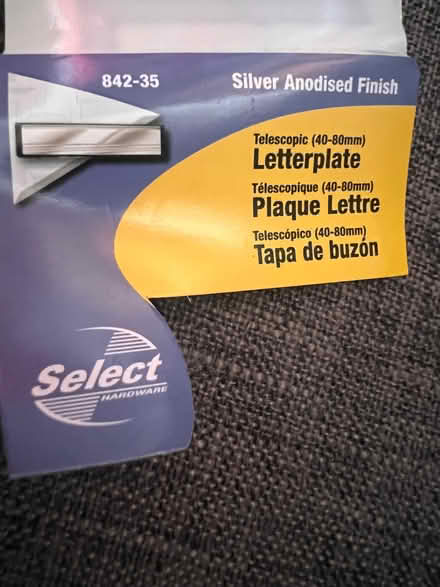 842-35
Silver Anodised Finish
Telescopic (40-80mm)
Letterplate
Télescopique (40-80mm)
Plaque Lettre
Telescópico (40-80mm)
Tapa de buzón
Select
HARDWARE